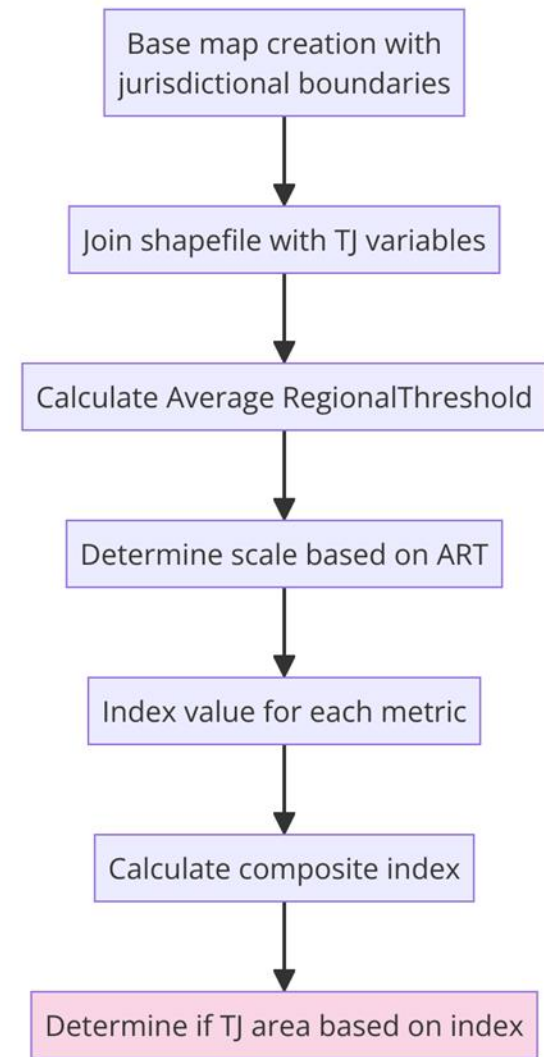 Base map creation with
jurisdictional boundaries
Join shapefile with TJ variables
Calculate Average RegionalThreshold
Determine scale based on ART
Index value for each metric
Calculate composite index
Determine if TJ area based on index